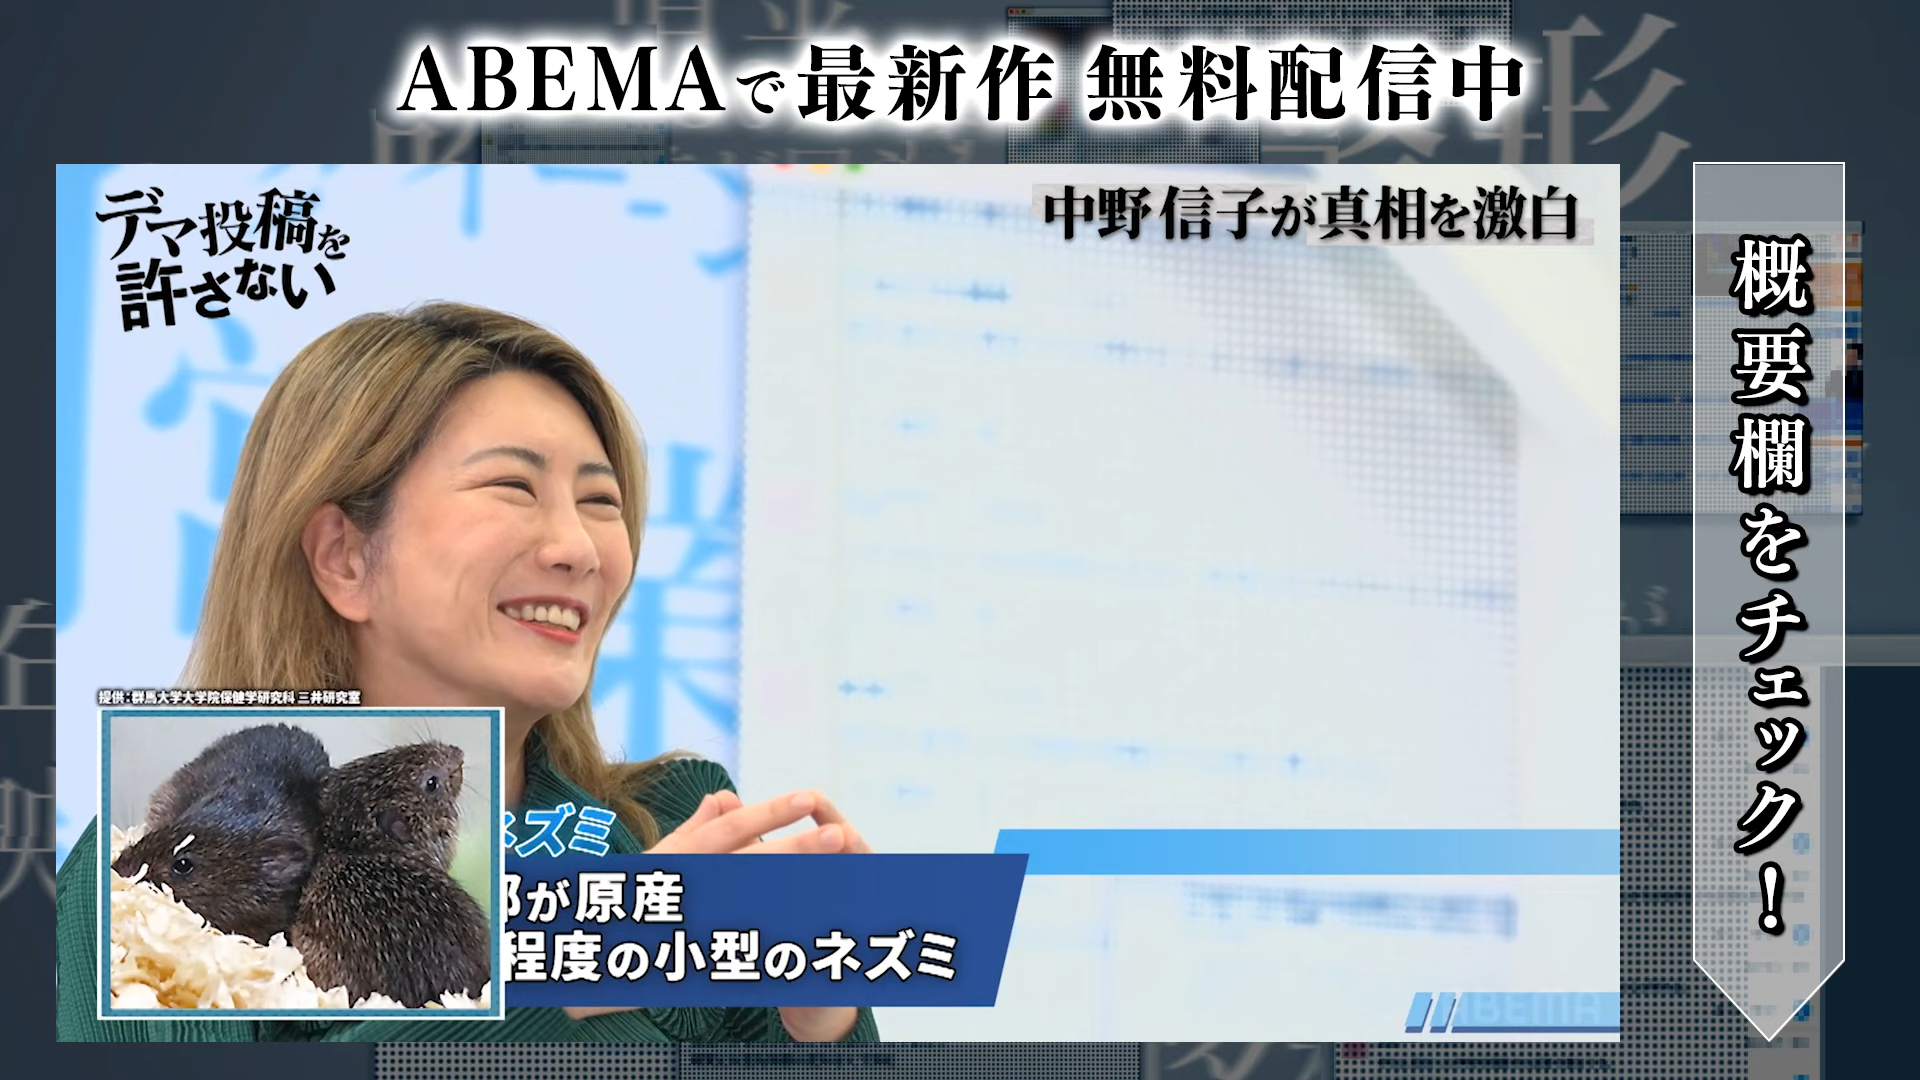 ABEMAで最新作 無料配信中
デマ投稿を
許さない
中野信子が真相を激白
概要欄をチェック！
提供：群馬大学大学院保健学研究科 三井研究室
ネズミ
が原産
程度の小型のネズミ
ABEMA